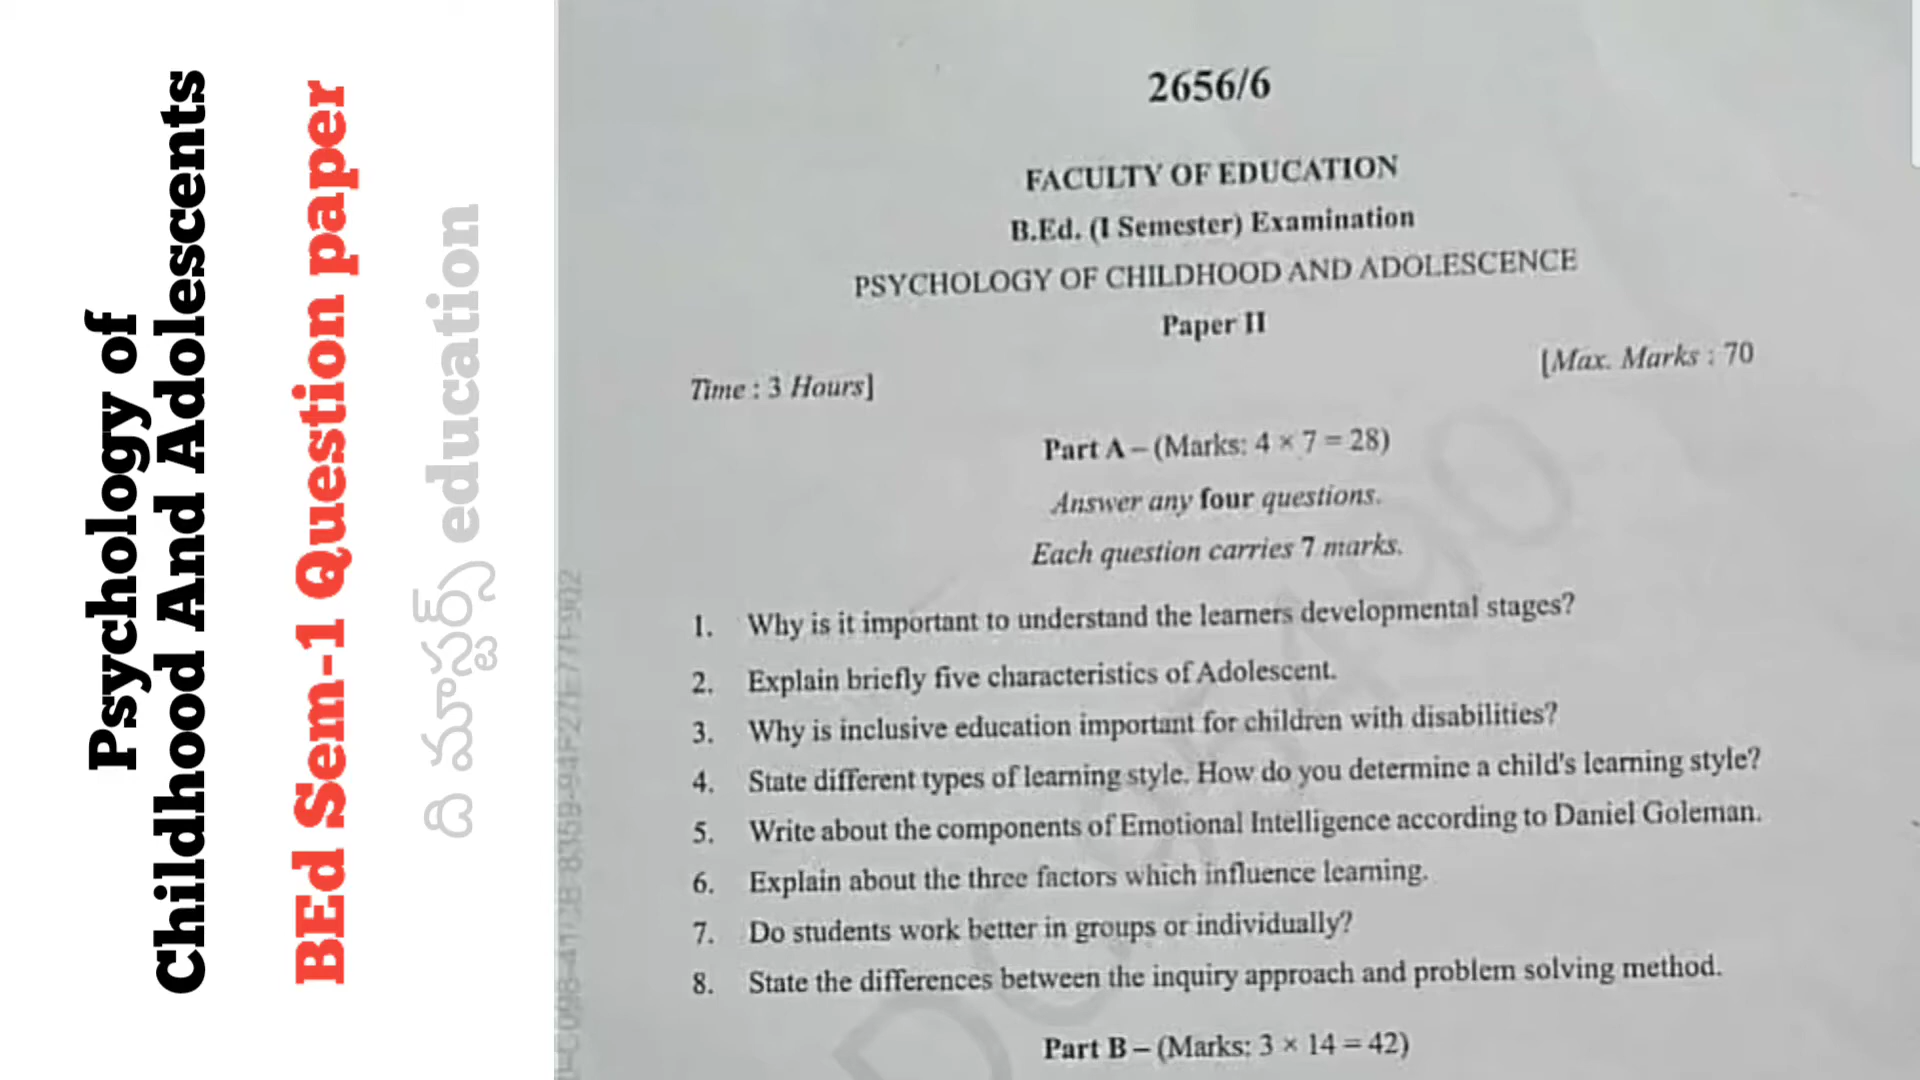 Psychology of
Childhood And Adolescents
BEd Sem-1 Question paper
ది మాస్టర్స్ education
2656/6
FACULTY OF EDUCATION
B.Ed. (I Semester) Examination
PSYCHOLOGY OF CHILDHOOD AND ADOLESCENCE
Paper II
Time : 3 Hours]
[Max. Marks : 70
Part A – (Marks: 4 × 7 = 28)
Answer any four questions.
Each question carries 7 marks.
1. Why is it important to understand the learners developmental stages?
2. Explain briefly five characteristics of Adolescent.
3. Why is inclusive education important for children with disabilities?
4. State different types of learning style. How do you determine a child's learning style?
5. Write about the components of Emotional Intelligence according to Daniel Goleman.
6. Explain about the three factors which influence learning.
7. Do students work better in groups or individually?
8. State the differences between the inquiry approach and problem solving method.
Part B – (Marks: 3 × 14 = 42)